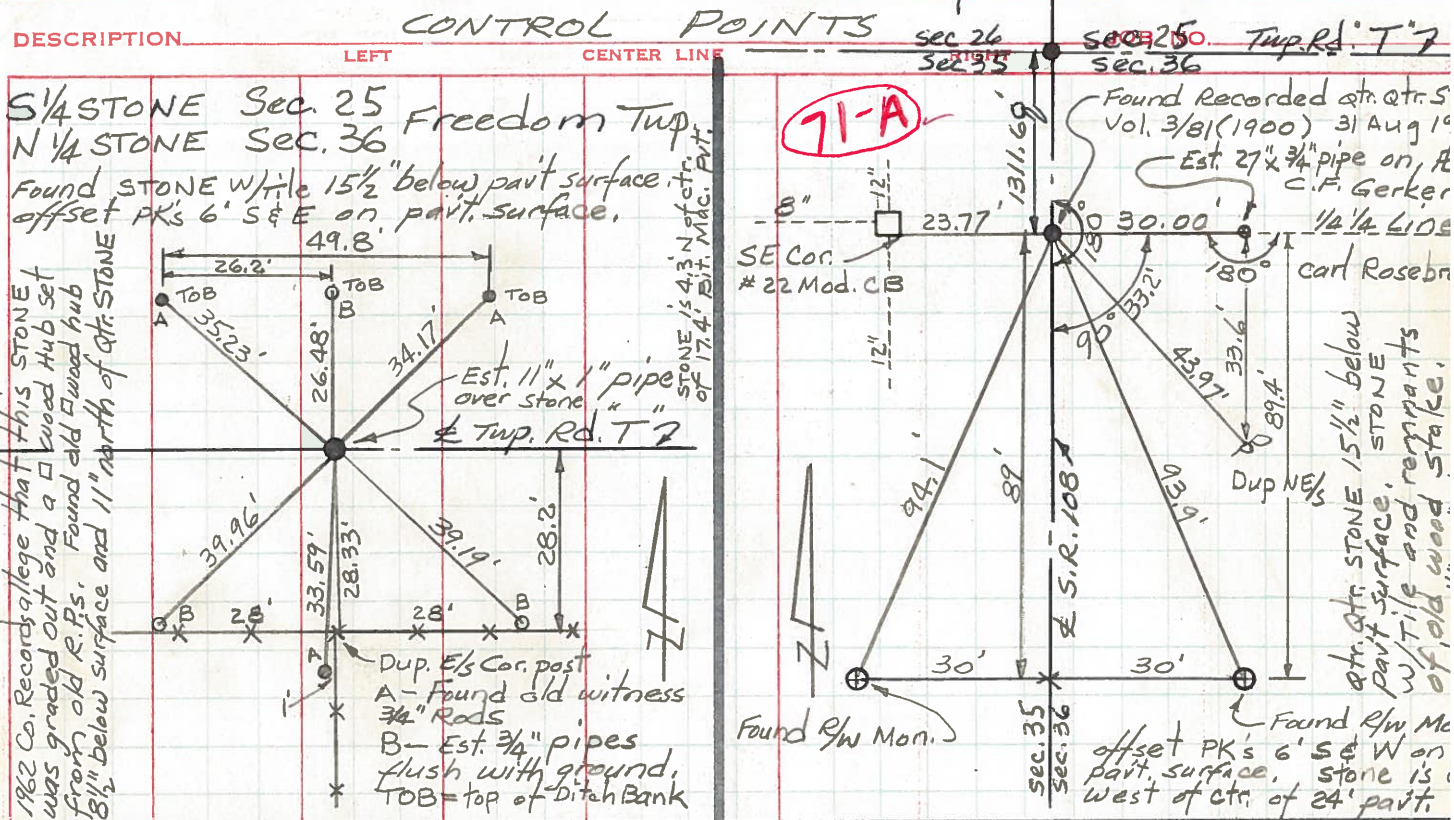 CONTROL POINTS
DESCRIPTION
LEFT
CENTER LINE
RIGHT
S 1/4 STONE Sec. 25
N 1/4 STONE Sec. 36
Freedom Twp.
Found STONE W/tile 15½" below pav't surface.
offset PK's 6' S & E on pav't. surface.
49.8'
26.2'
TOB
A
TOB
B
TOB
A
35.23'
26.48'
34.17'
Est. 11" x 1" pipe
over stone
℄ Twp. Rd. "T"
39.96'
33.59'
28.33'
39.19'
28.2'
B
28'
28'
B
1'
Dup. E/s Cor. post
A - Found old witness
3/4" Rods
B - Est. 3/4" pipes
flush with ground.
TOB = top of Ditch Bank
1962 Co. Records allege that this STONE
was graded out and a □ wood Hub set
from old R.P.s. Found old □ wood hub
8½" below surface and 11" north of Qtr. STONE
STONE is 4.3' N of ctr.
of 17.4' Bit. Mac. Pvt.
sec. 26
sec. 35
sec. 25
sec. 36
NO.
Twp. Rd. "T"
71-A
1311.69'
Found Recorded qtr. Qtr. S
Vol. 3/81 (1900) 31 Aug 19
Est. 27" x 3/4" pipe on
C.F. Gerker
1/4 1/4 Line
8"
12"
12"
23.77'
SE Cor.
#22 Mod. CB
180°
30.00'
180°
Carl Rosebr
90°
33.2'
43.97'
33.6'
89.4'
Dup NE/s
94.1'
89'
93.9'
℄ S.R. 108
30'
30'
Found R/W Mon.
sec. 35
sec. 36
Found R/W Mo
offset PK's 6' S & W on
pav't. surface. Stone is
west of ctr. of 24' pav't.
qtr. Qtr. STONE 15½" below
pav't surface. STONE
W/Tile and remnants
of old wood stake.